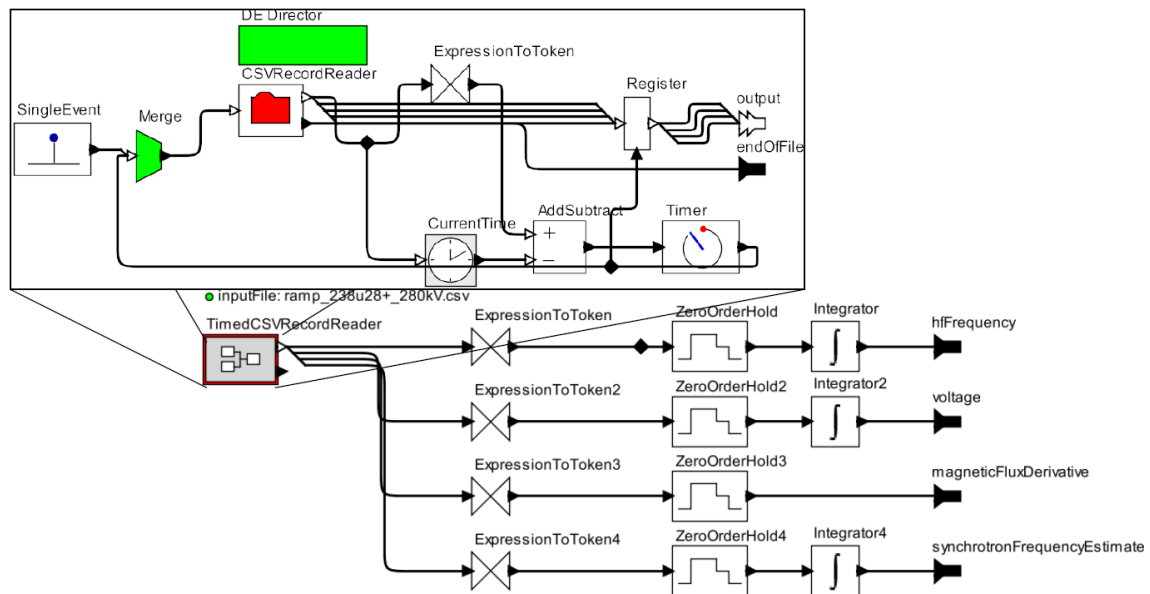 DE Director
ExpressionToToken
CSVRecordReader
Register
SingleEvent
Merge
output
endOfFile
CurrentTime
AddSubtract
Timer
+
−
inputFile: ramp_238u28+_280kV.csv
TimedCSVRecordReader
ExpressionToToken
ZeroOrderHold
Integrator
hfFrequency
ExpressionToToken2
ZeroOrderHold2
Integrator2
voltage
ExpressionToToken3
ZeroOrderHold3
magneticFluxDerivative
ExpressionToToken4
ZeroOrderHold4
Integrator4
synchrotronFrequencyEstimate